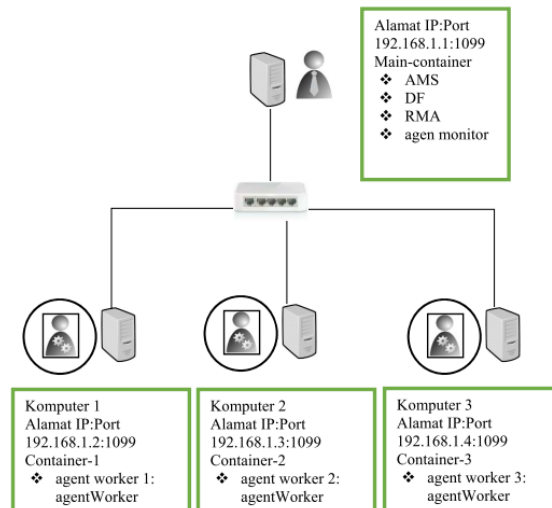 Alamat IP:Port
192.168.1.1:1099
Main-container
❖ AMS
❖ DF
❖ RMA
❖ agen monitor
Komputer 1
Alamat IP:Port
192.168.1.2:1099
Container-1
❖ agent worker 1:
agentWorker
Komputer 2
Alamat IP:Port
192.168.1.3:1099
Container-2
❖ agent worker 2:
agentWorker
Komputer 3
Alamat IP:Port
192.168.1.4:1099
Container-3
❖ agent worker 3:
agentWorker